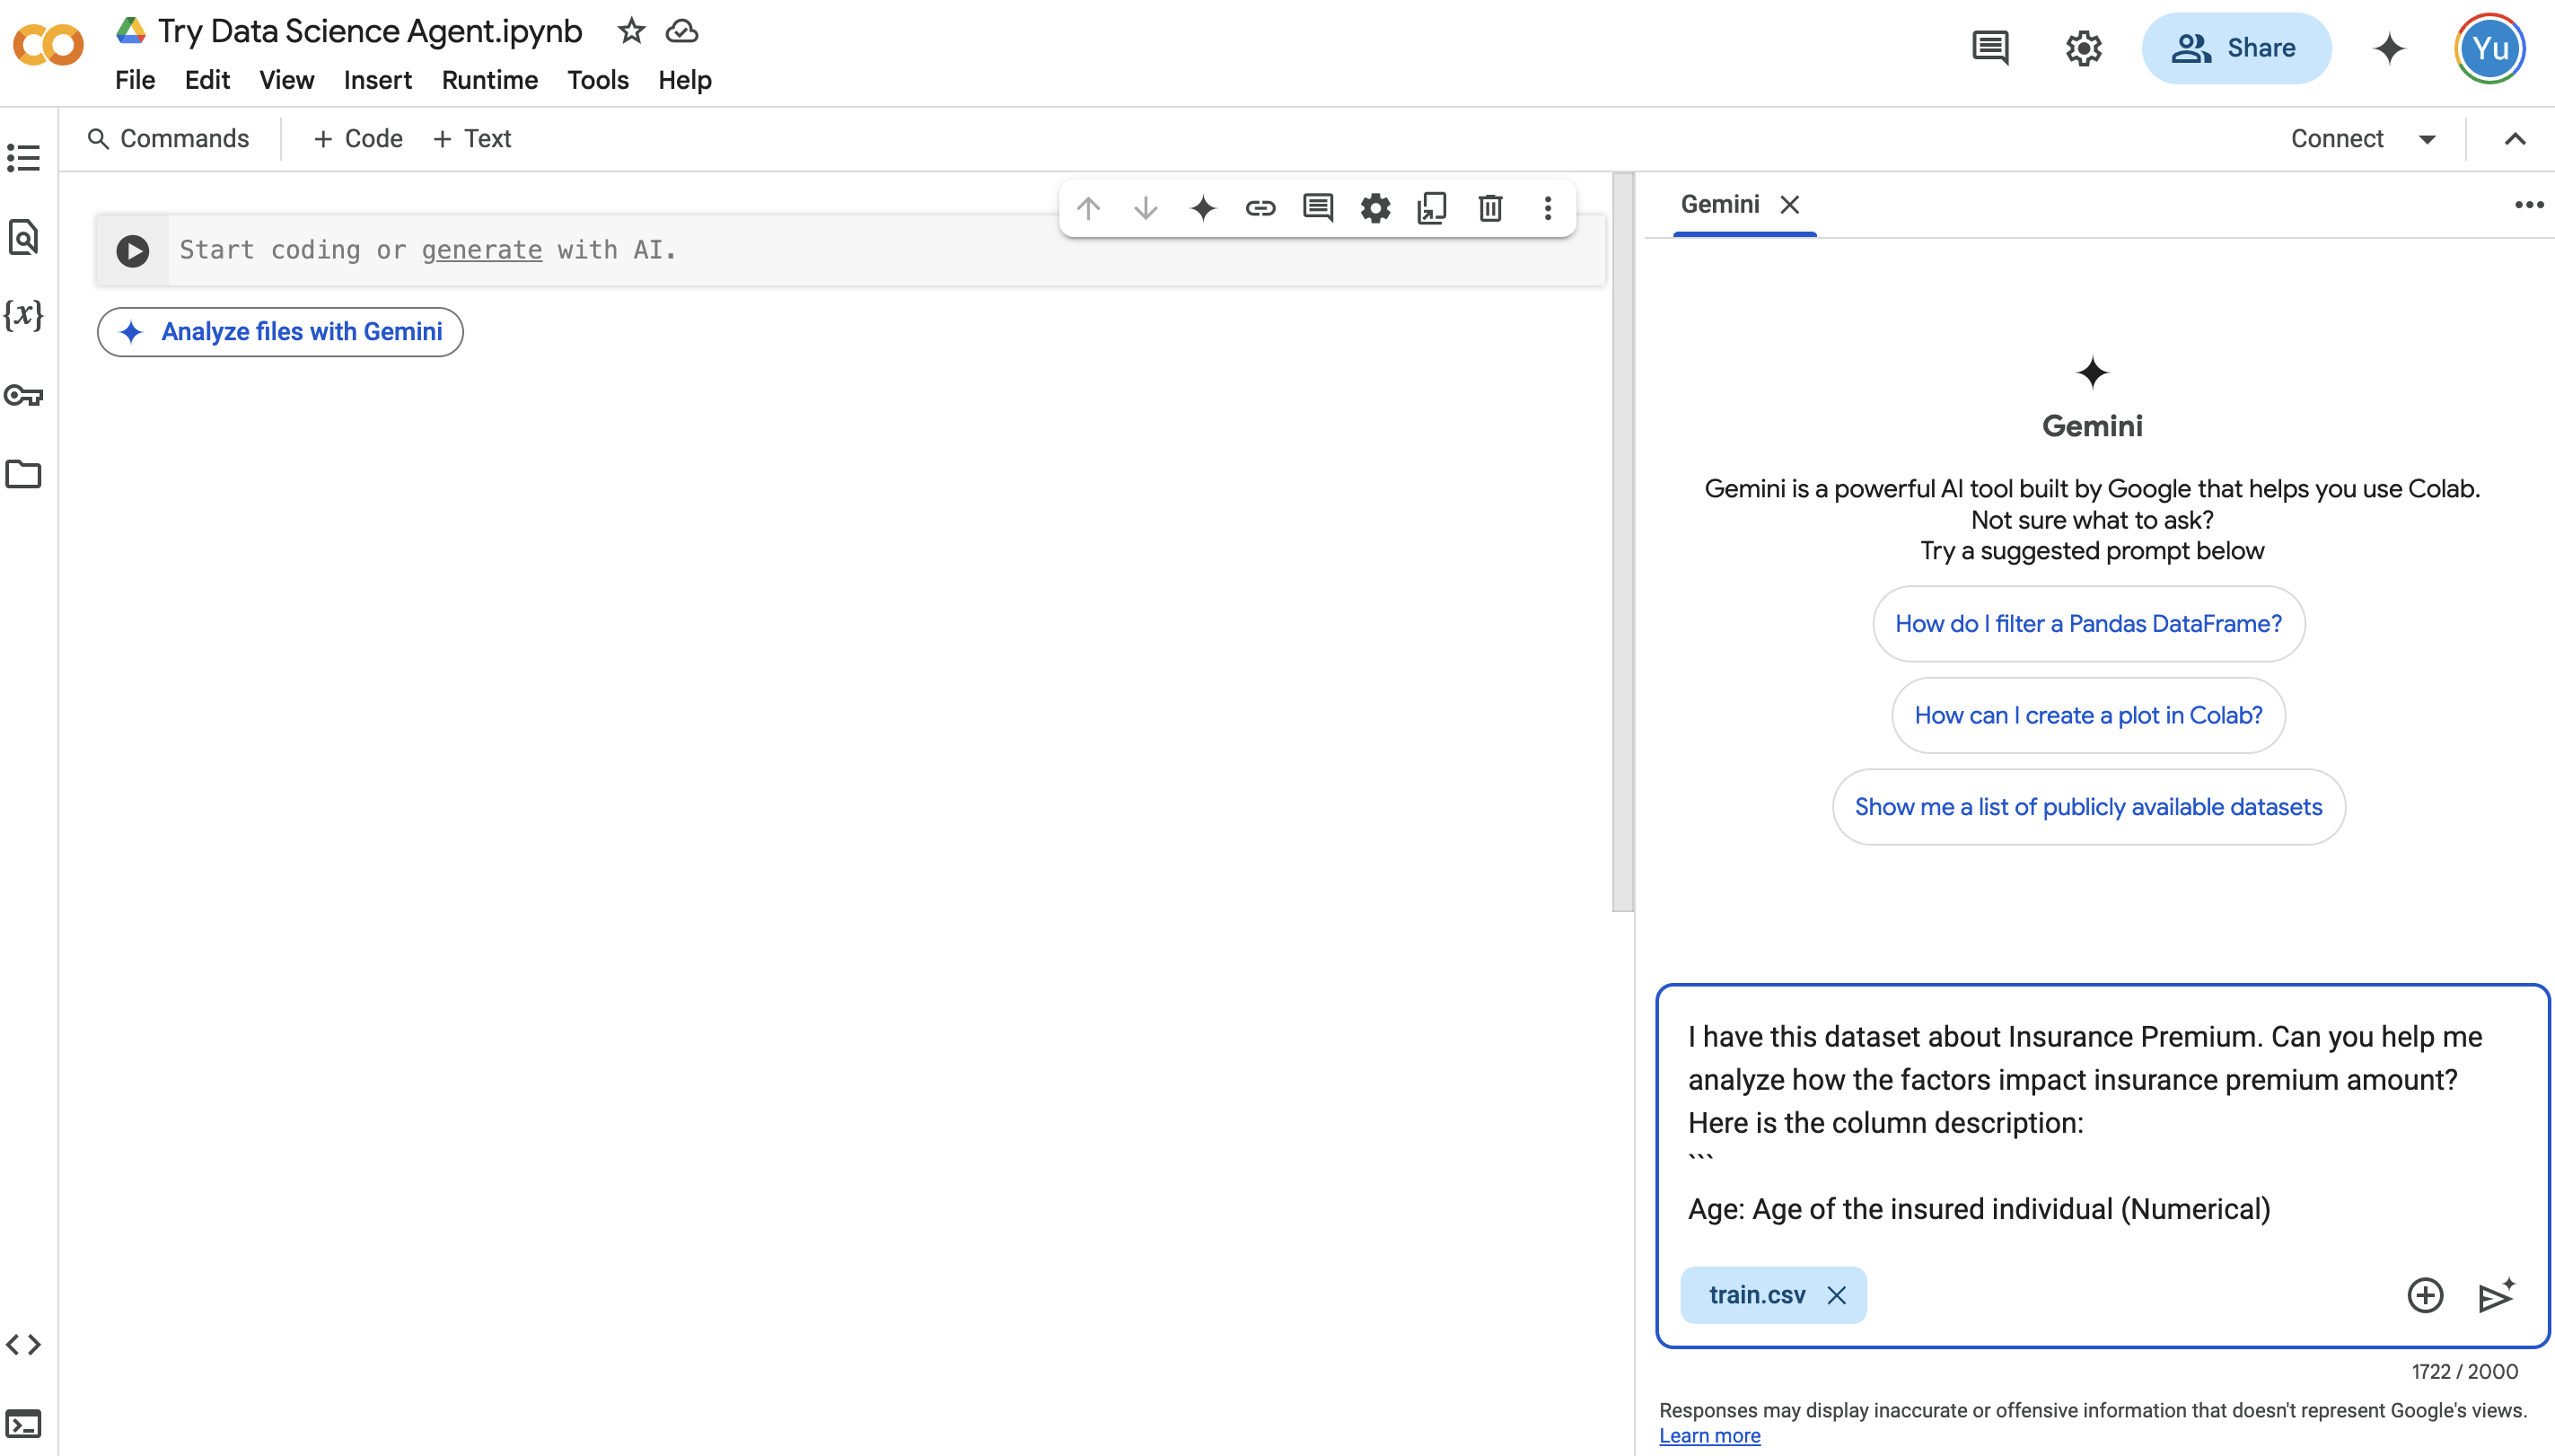 Try Data Science Agent.ipynb
File Edit View Insert Runtime Tools Help
Share
Yu
Commands + Code + Text
Connect
{x}
Start coding or generate with AI.
Analyze files with Gemini
Gemini
Gemini
Gemini is a powerful AI tool built by Google that helps you use Colab.
Not sure what to ask?
Try a suggested prompt below
How do I filter a Pandas DataFrame?
How can I create a plot in Colab?
Show me a list of publicly available datasets
I have this dataset about Insurance Premium. Can you help me
analyze how the factors impact insurance premium amount?
Here is the column description:
```
Age: Age of the insured individual (Numerical)
train.csv
1722 / 2000
Responses may display inaccurate or offensive information that doesn't represent Google's views.
Learn more